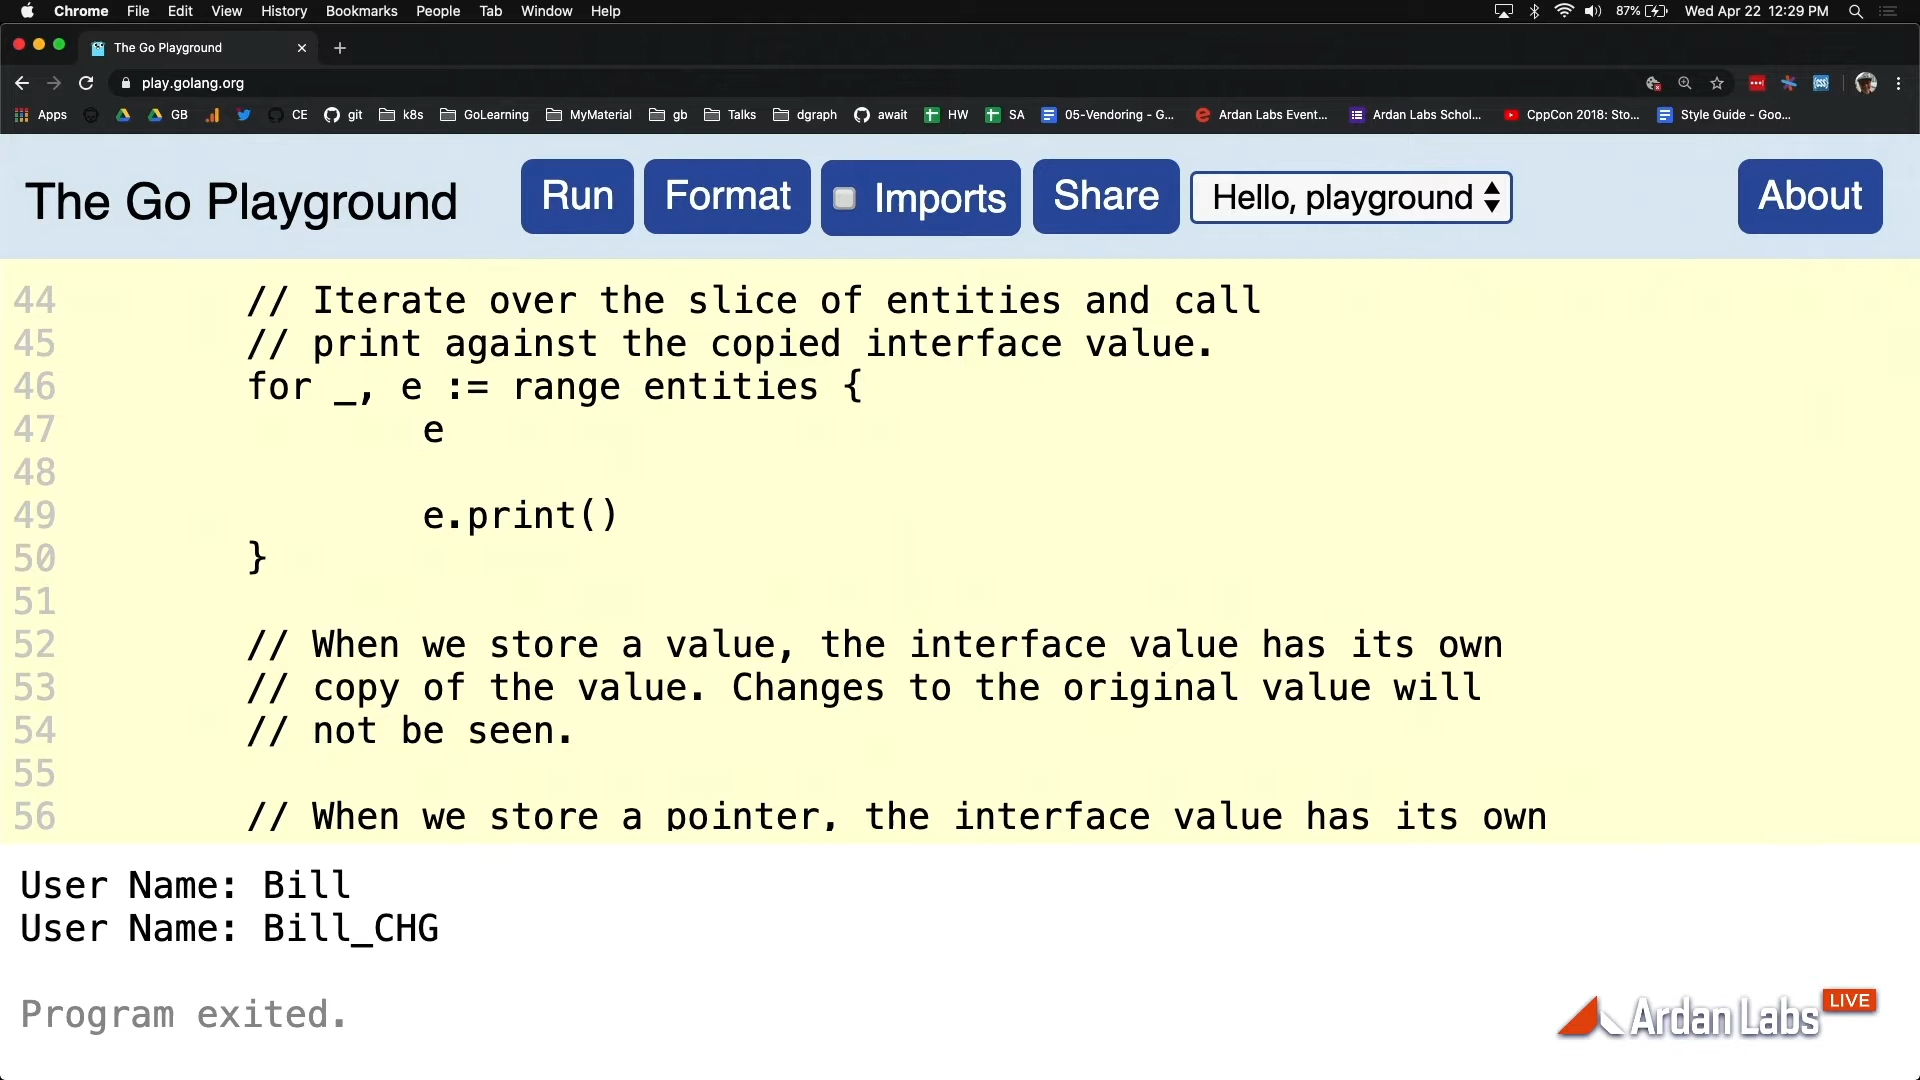 Chrome File Edit View History Bookmarks People Tab Window Help 87% Wed Apr 22 12:29 PM
The Go Playground
play.golang.org
Apps GB CE git k8s GoLearning MyMaterial gb Talks dgraph await HW SA 05-Vendoring - G... Ardan Labs Event... Ardan Labs Schol... CppCon 2018: Sto... Style Guide - Goo...
The Go Playground Run Format Imports Share Hello, playground About
44 // Iterate over the slice of entities and call
45 // print against the copied interface value.
46 for _, e := range entities {
47 e
48
49 e.print()
50 }
51
52 // When we store a value, the interface value has its own
53 // copy of the value. Changes to the original value will
54 // not be seen.
55
56 // When we store a pointer, the interface value has its own
User Name: Bill
User Name: Bill_CHG
Program exited.
Ardan Labs LIVE